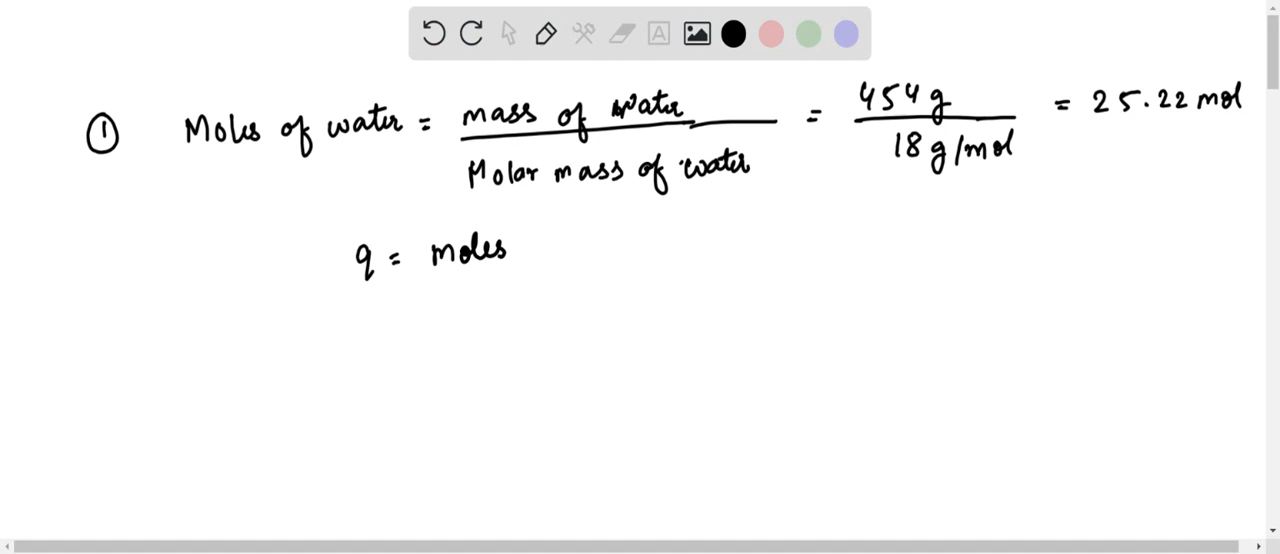 ① Moles of water = mass of water / Molar mass of water = 454 g / 18 g/mol = 25.22 mol
q = moles